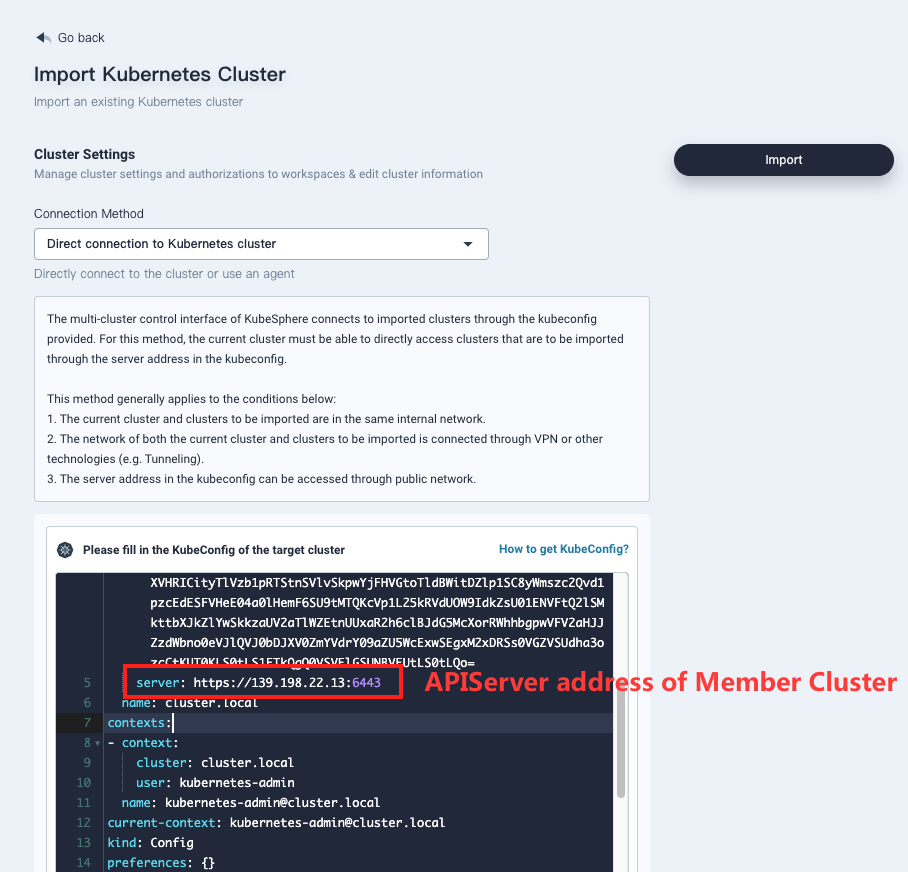 Go back
Import Kubernetes Cluster
Import an existing Kubernetes cluster
Cluster Settings
Manage cluster settings and authorizations to workspaces & edit cluster information
Import
Connection Method
Direct connection to Kubernetes cluster
Directly connect to the cluster or use an agent
The multi-cluster control interface of KubeSphere connects to imported clusters through the kubeconfig
provided. For this method, the current cluster must be able to directly access clusters that are to be imported
through the server address in the kubeconfig.
This method generally applies to the conditions below:
1. The current cluster and clusters to be imported are in the same internal network.
2. The network of both the current cluster and clusters to be imported is connected through VPN or other
technologies (e.g. Tunneling).
3. The server address in the kubeconfig can be accessed through public network.
Please fill in the KubeConfig of the target cluster
How to get KubeConfig?
5 server: https://139.198.22.13:6443
APIServer address of Member Cluster
6 name: cluster.local
7 contexts:
8 - context:
9 cluster: cluster.local
10 user: kubernetes-admin
11 name: kubernetes-admin@cluster.local
12 current-context: kubernetes-admin@cluster.local
13 kind: Config
14 preferences: {}